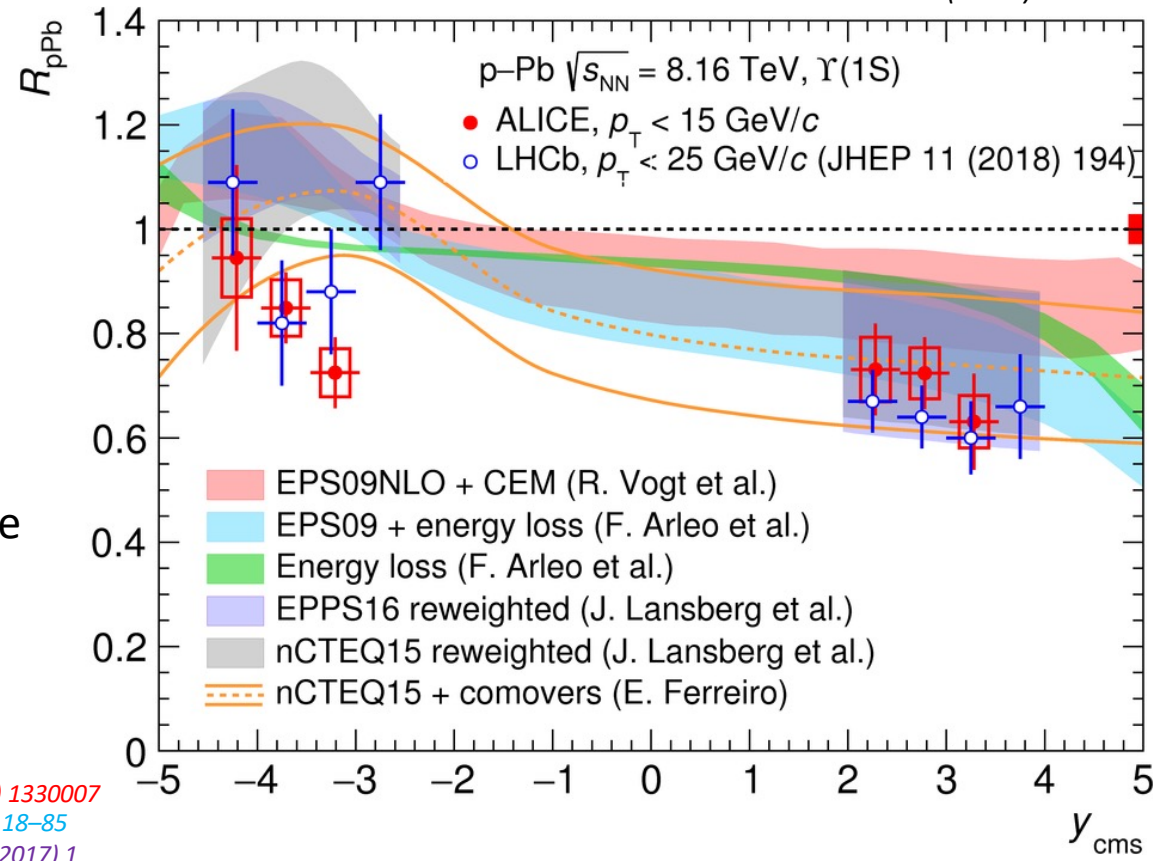 1.4
1.2
1
0.8
0.6
0.4
0.2
0
R_pPb
p–Pb √s_NN = 8.16 TeV, ϒ(1S)
ALICE, p_T < 15 GeV/c
LHCb, p_T < 25 GeV/c (JHEP 11 (2018) 194)
EPS09NLO + CEM (R. Vogt et al.)
EPS09 + energy loss (F. Arleo et al.)
Energy loss (F. Arleo et al.)
EPPS16 reweighted (J. Lansberg et al.)
nCTEQ15 reweighted (J. Lansberg et al.)
nCTEQ15 + comovers (E. Ferreiro)
−5 −4 −3 −2 −1 0 1 2 3 4 5
y_cms
e
1330007
18–85
2017) 1